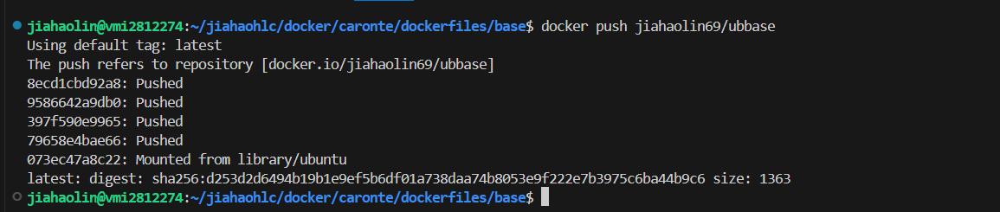 jiahaolin@vmi2812274:~/jiahaohlc/docker/caronte/dockerfiles/base$ docker push jiahaolin69/ubbase
Using default tag: latest
The push refers to repository [docker.io/jiahaolin69/ubbase]
8ecd1cbd92a8: Pushed
9586642a9db0: Pushed
397f590e9965: Pushed
79658e4bae66: Pushed
073ec47a8c22: Mounted from library/ubuntu
latest: digest: sha256:d253d2d6494b19b1e9ef5b6df01a738daa74b8053e9f222e7b3975c6ba44b9c6 size: 1363
jiahaolin@vmi2812274:~/jiahaohlc/docker/caronte/dockerfiles/base$